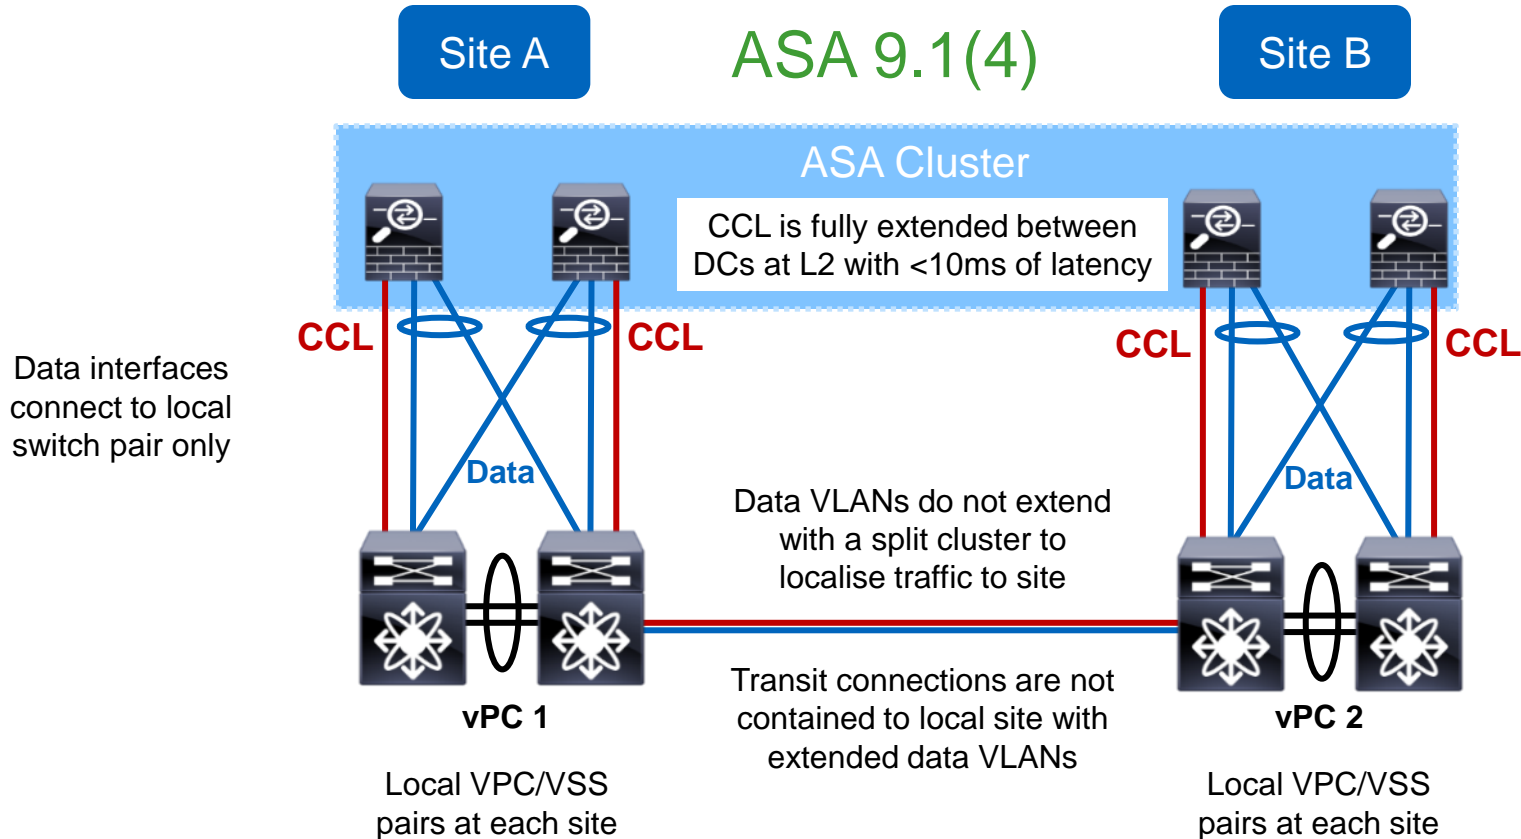 Site A
ASA 9.1(4)
Site B
ASA Cluster
CCL is fully extended between
DCs at L2 with <10ms of latency
CCL
CCL
CCL
CCL
Data interfaces
connect to local
switch pair only
Data
Data
Data VLANs do not extend
with a split cluster to
localise traffic to site
Transit connections are not
contained to local site with
extended data VLANs
vPC 1
vPC 2
Local VPC/VSS
pairs at each site
Local VPC/VSS
pairs at each site